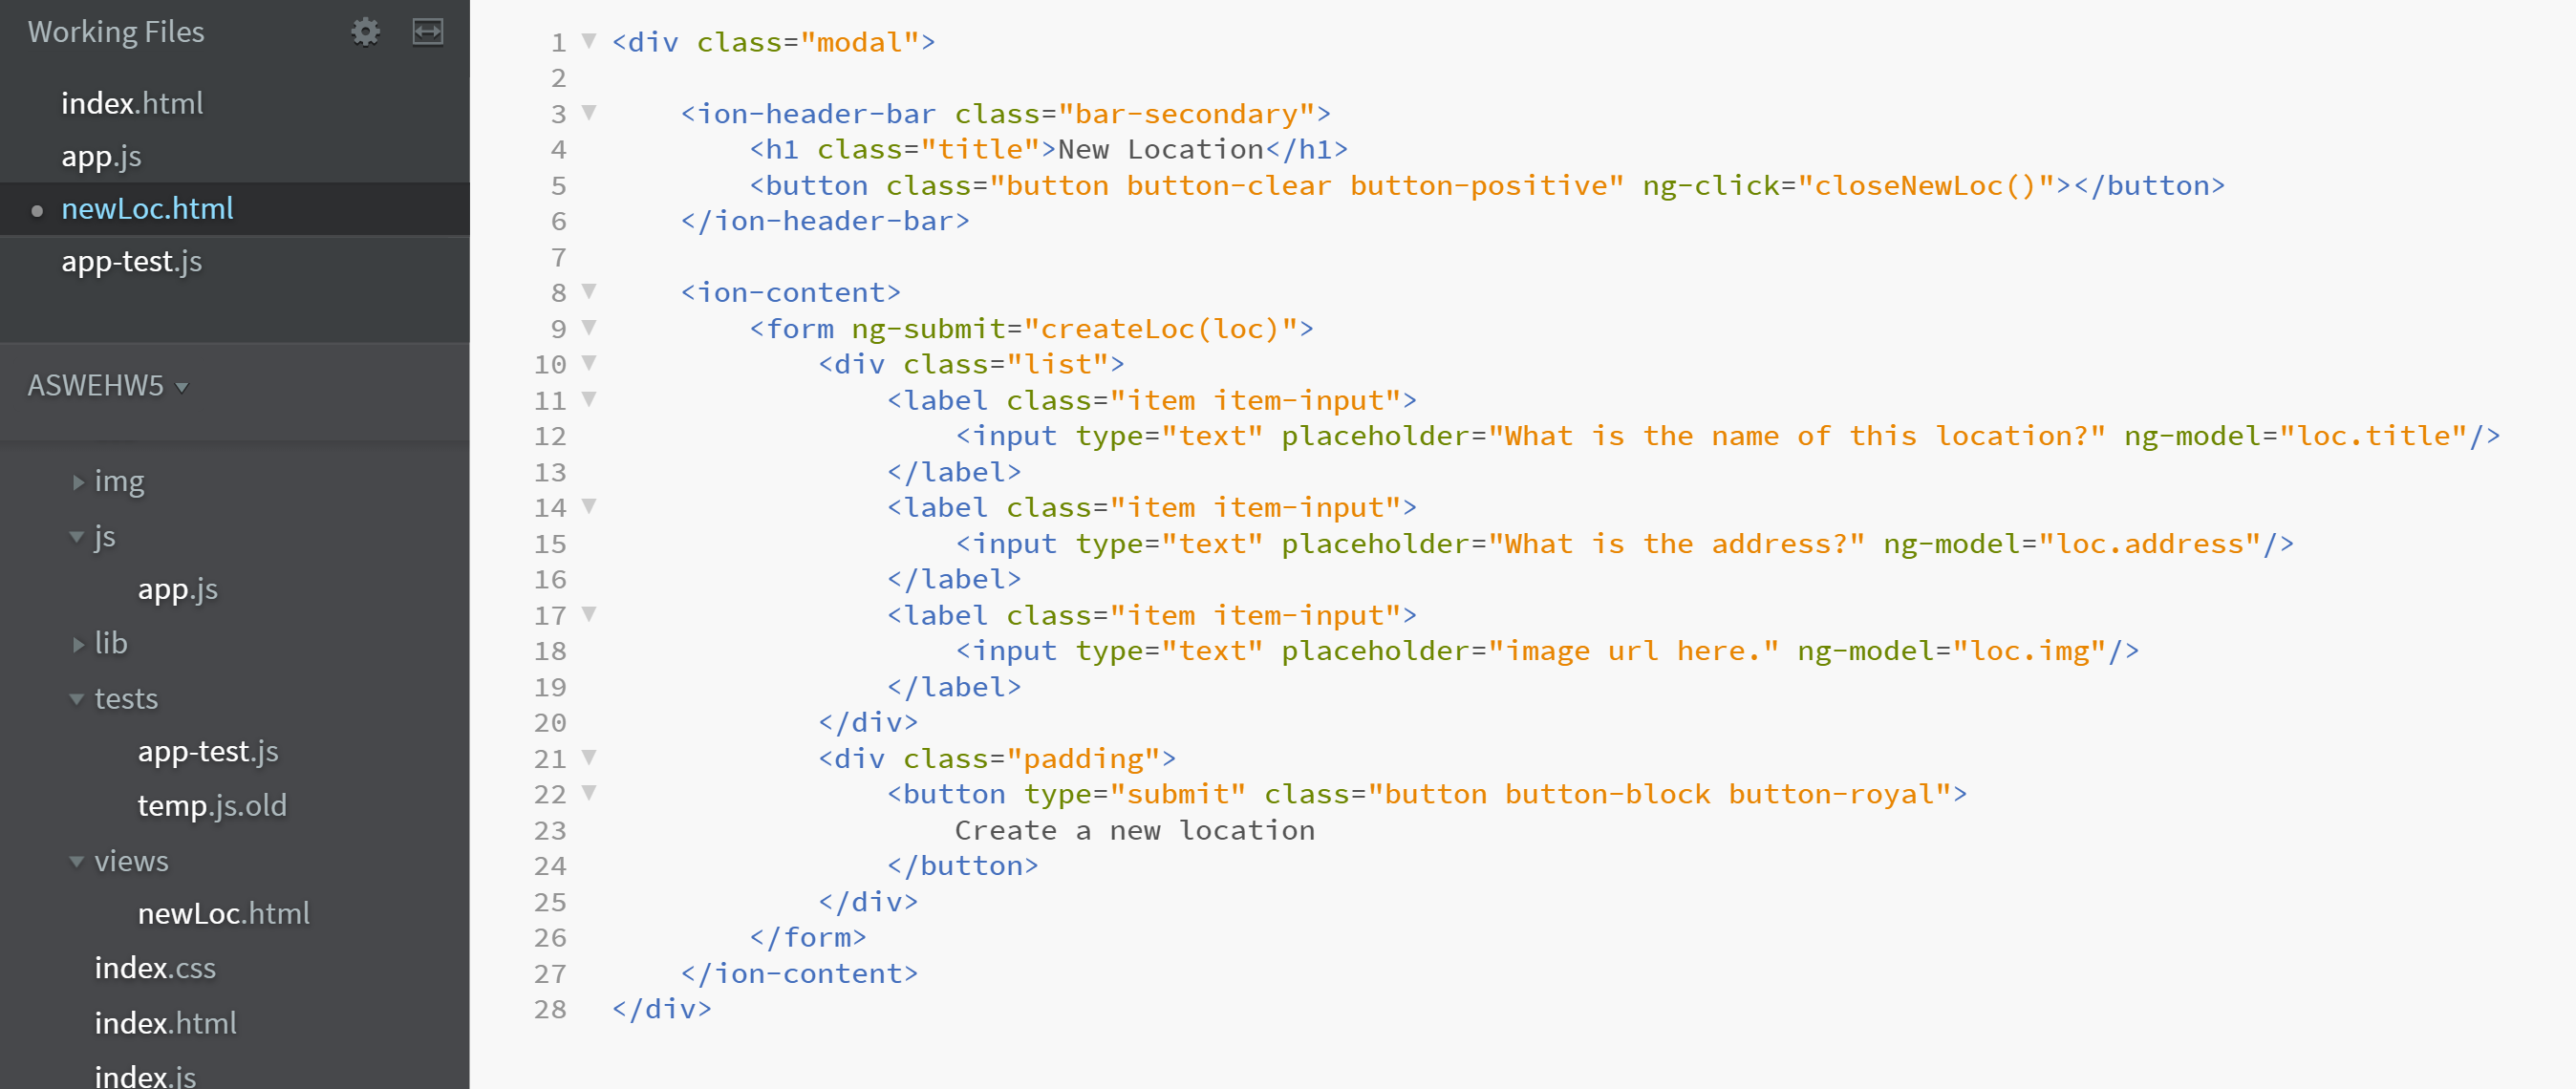 Working Files
index.html
app.js
newLoc.html
app-test.js
ASWEHW5
img
js
app.js
lib
tests
app-test.js
temp.js.old
views
newLoc.html
index.css
index.html
index.js
1 <div class="modal">
2
3     <ion-header-bar class="bar-secondary">
4         <h1 class="title">New Location</h1>
5         <button class="button button-clear button-positive" ng-click="closeNewLoc()"></button>
6     </ion-header-bar>
7
8     <ion-content>
9         <form ng-submit="createLoc(loc)">
10             <div class="list">
11                 <label class="item item-input">
12                     <input type="text" placeholder="What is the name of this location?" ng-model="loc.title"/>
13                 </label>
14                 <label class="item item-input">
15                     <input type="text" placeholder="What is the address?" ng-model="loc.address"/>
16                 </label>
17                 <label class="item item-input">
18                     <input type="text" placeholder="image url here." ng-model="loc.img"/>
19                 </label>
20             </div>
21             <div class="padding">
22                 <button type="submit" class="button button-block button-royal">
23                     Create a new location
24                 </button>
25             </div>
26         </form>
27     </ion-content>
28 </div>